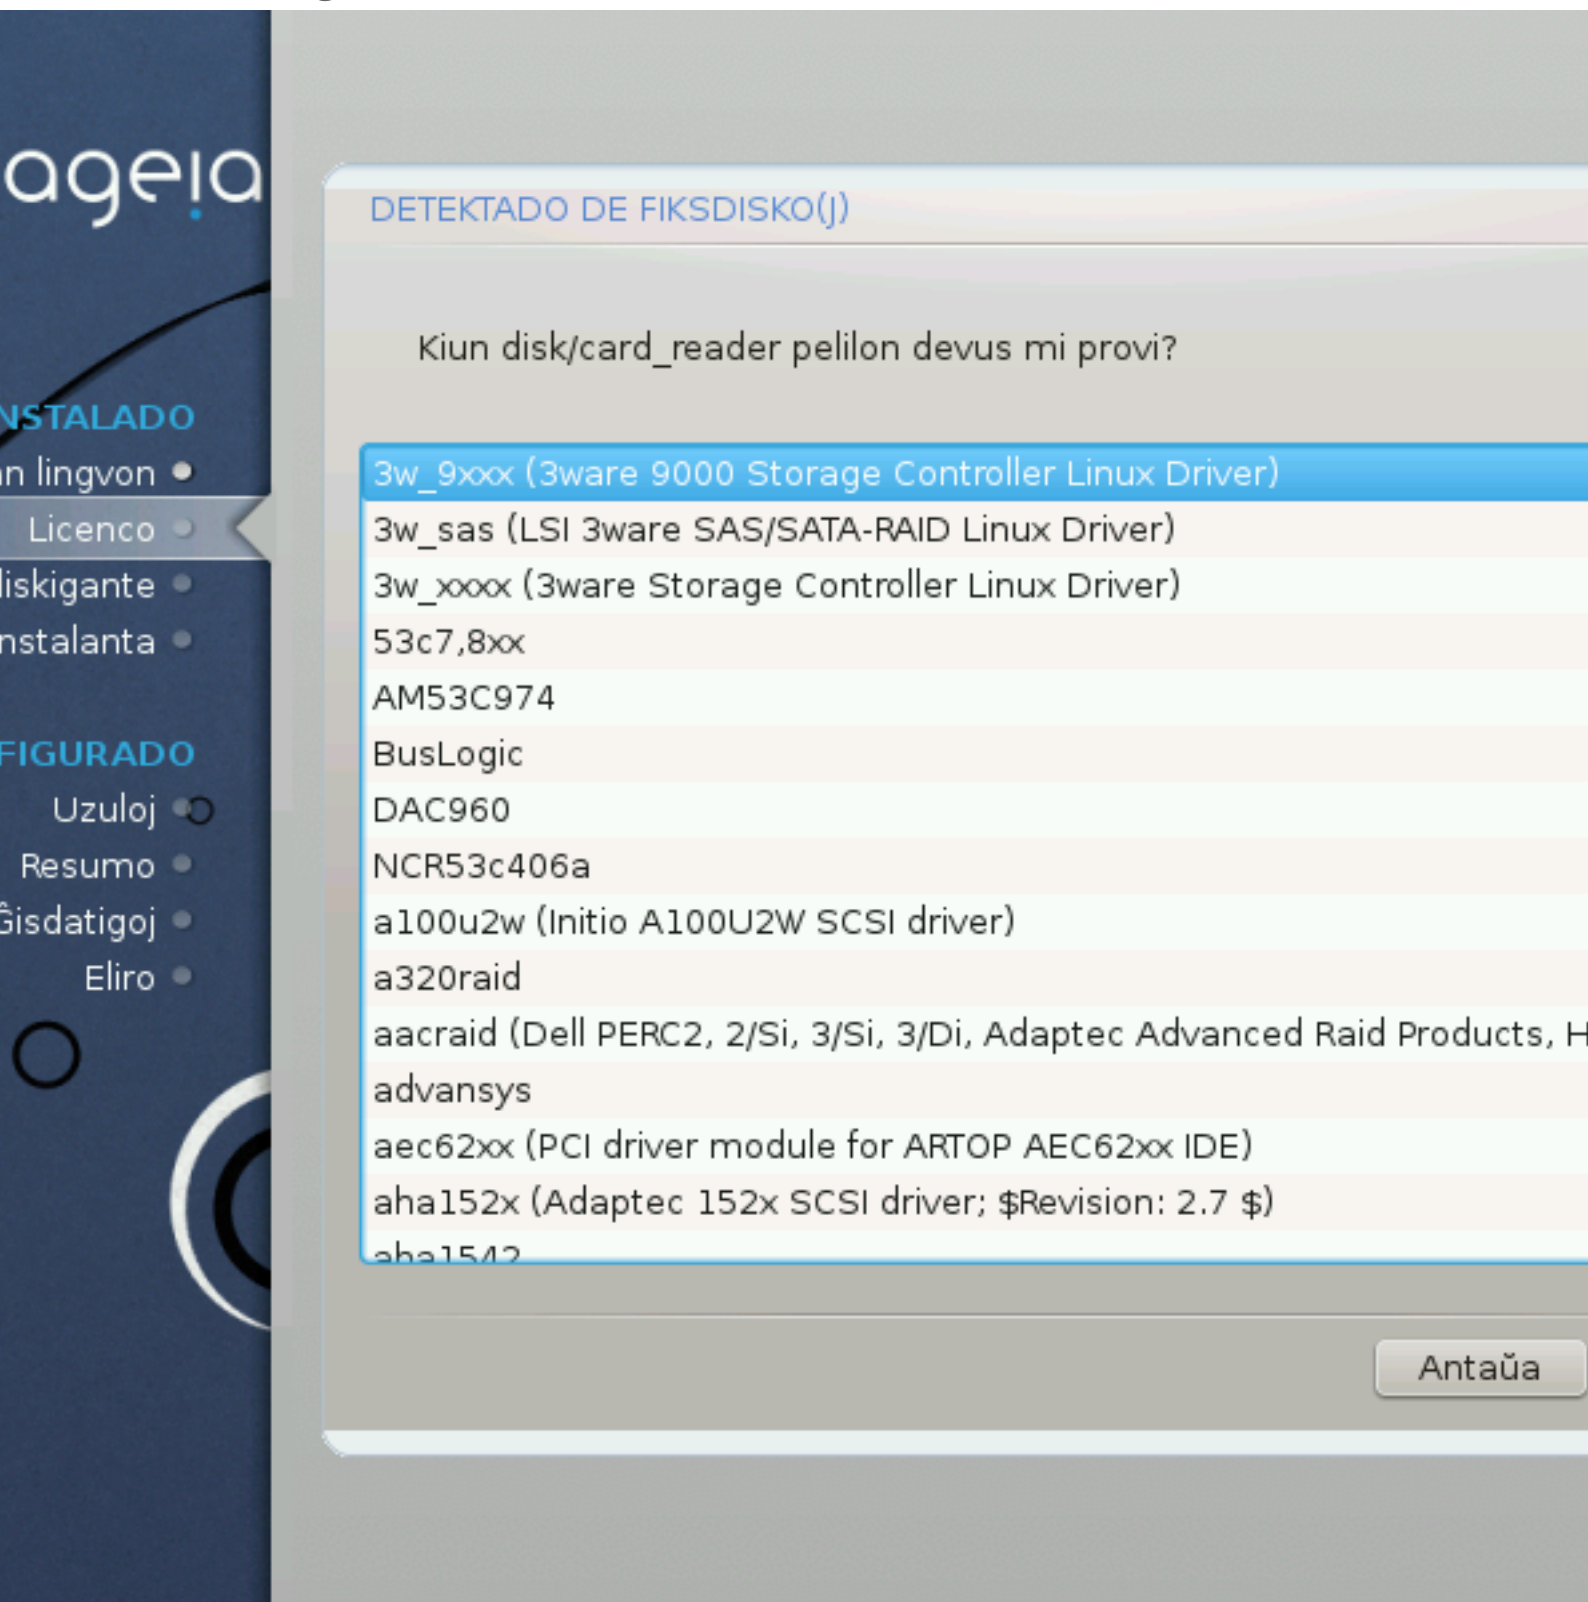 ageia
DETEKTADO DE FIKSDISKO(J)
Kiun disk/card_reader pelilon devus mi provi?
NSTALADO
lingvon
Licenco
diskigante
nstalanta
FIGURADO
Uzuloj
Resumo
Ĝisdatigoj
Eliro
3w_9xxx (3ware 9000 Storage Controller Linux Driver)
3w_sas (LSI 3ware SAS/SATA-RAID Linux Driver)
3w_xxxx (3ware Storage Controller Linux Driver)
53c7,8xx
AM53C974
BusLogic
DAC960
NCR53c406a
a100u2w (Initio A100U2W SCSI driver)
a320raid
aacraid (Dell PERC2, 2/Si, 3/Si, 3/Di, Adaptec Advanced Raid Products, H
advansys
aec62xx (PCI driver module for ARTOP AEC62xx IDE)
aha152x (Adaptec 152x SCSI driver; $Revision: 2.7 $)
aha1542
Antaŭa